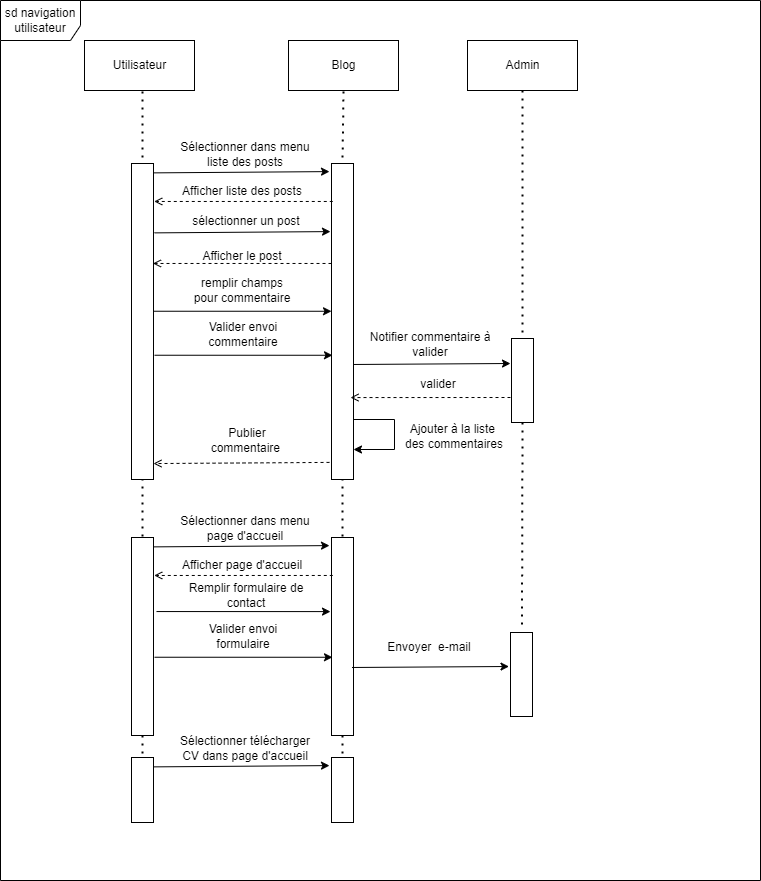 sd navigation
utilisateur
Utilisateur
Blog
Admin
Sélectionner dans menu
liste des posts
Afficher liste des posts
sélectionner un post
Afficher le post
remplir champs
pour commentaire
Valider envoi
commentaire
Notifier commentaire à
valider
valider
Ajouter à la liste
des commentaires
Publier
commentaire
Sélectionner dans menu
page d'accueil
Afficher page d'accueil
Remplir formulaire de
contact
Valider envoi
formulaire
Envoyer  e-mail
Sélectionner télécharger
CV dans page d'accueil